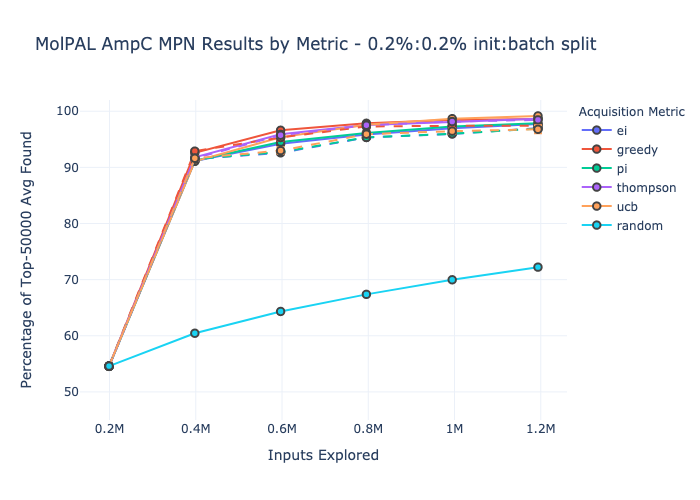 MolPAL AmpC MPN Results by Metric - 0.2%:0.2% init:batch split
Percentage of Top-50000 Avg Found
100
90
80
70
60
50
0.2M
0.4M
0.6M
0.8M
1M
1.2M
Inputs Explored
Acquisition Metric
ei
greedy
pi
thompson
ucb
random